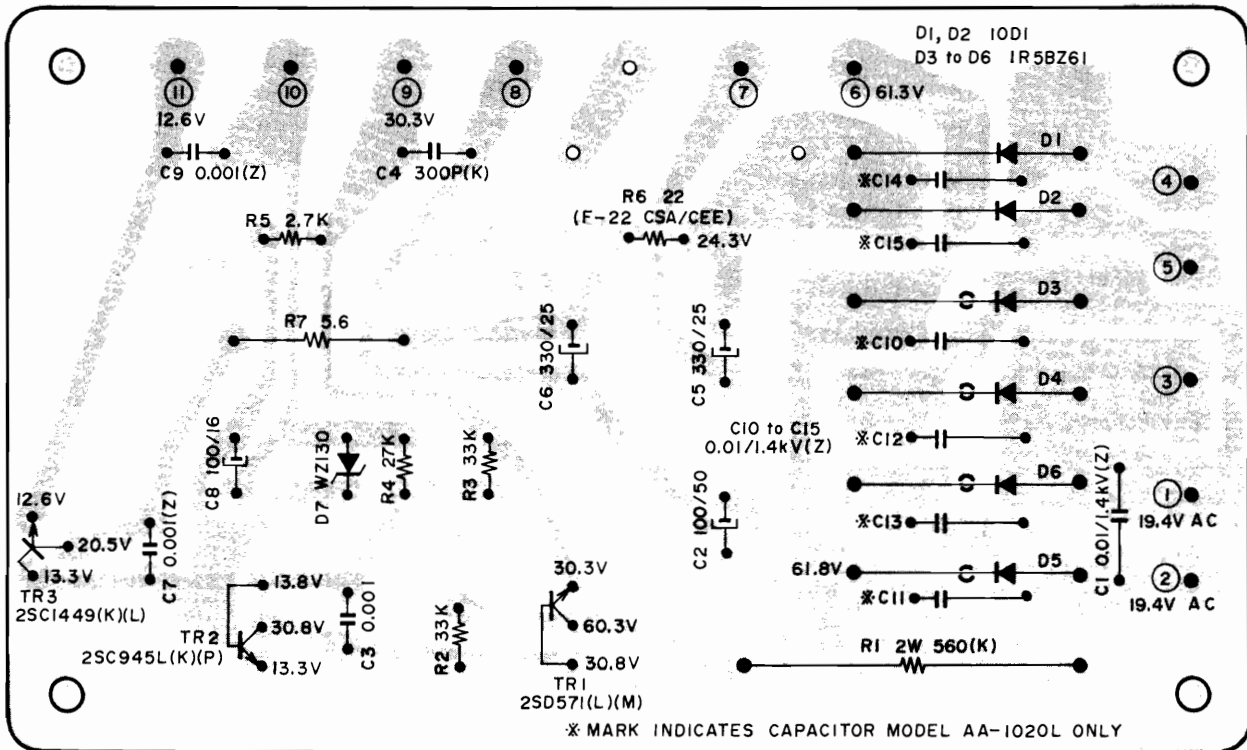 D1, D2 10D1
D3 to D6 1R5BZ61
11
10
9
8
7
6
61.3V
12.6V
30.3V
C9 0.001(Z)
C4 300P(K)
D1
※C14
4
R5 2.7K
R6 22
(F-22 CSA/CEE)
24.3V
D2
※C15
5
D3
R7 5.6
C6 330/25
C5 330/25
※C10
3
D4
C10 to C15
0.01/1.4kV(Z)
※C12
C8 100/16
D7 WZ130
R4 27K
R3 33K
C2 100/50
D6
C1 0.01/1.4kV(Z)
1
19.4V AC
※C13
12.6V
20.5V
13.3V
TR3
2SC1449(K)(L)
C7 0.001(Z)
61.8V
D5
2
19.4V AC
※C11
13.8V
30.8V
13.3V
TR2
2SC945L(K)(P)
C3 0.001
R2 33K
30.3V
60.3V
30.8V
TR1
2SD571(L)(M)
R1 2W 560(K)
※ MARK INDICATES CAPACITOR MODEL AA-1020L ONLY